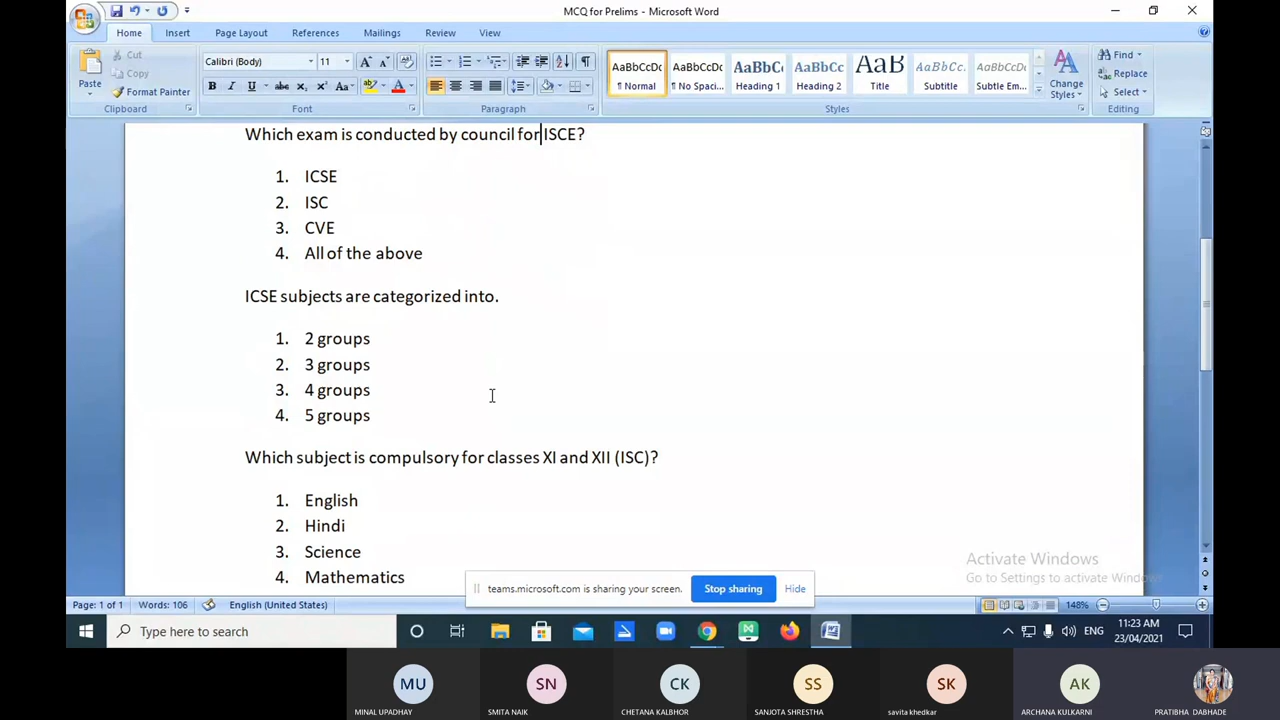 MCQ for Prelims - Microsoft Word
Home Insert Page Layout References Mailings Review View
Paste
Cut
Copy
Format Painter
Clipboard
Calibri (Body) 11
Font
Paragraph
AaBbCcDc ¶ Normal
AaBbCcDc ¶ No Spaci...
AaBbC Heading 1
AaBbCc Heading 2
AaB Title
AaBbCc. Subtitle
AaBbCcDc Subtle Em...
Change Styles
Styles
Find
Replace
Select
Editing
Which exam is conducted by council for ISCE?
1. ICSE
2. ISC
3. CVE
4. All of the above
ICSE subjects are categorized into.
1. 2 groups
2. 3 groups
3. 4 groups
4. 5 groups
Which subject is compulsory for classes XI and XII (ISC)?
1. English
2. Hindi
3. Science
4. Mathematics
Activate Windows
Go to Settings to activate Windows
teams.microsoft.com is sharing your screen. Stop sharing Hide
Page: 1 of 1 Words: 106 English (United States) 148%
Type here to search
ENG
11:23 AM
23/04/2021
MU SN CK SS SK AK
MINAL UPADHAY SMITA NAIK CHETANA KALBHOR SANJOTA SHRESTHA savita khedkar ARCHANA KULKARNI PRATIBHA DABHADE